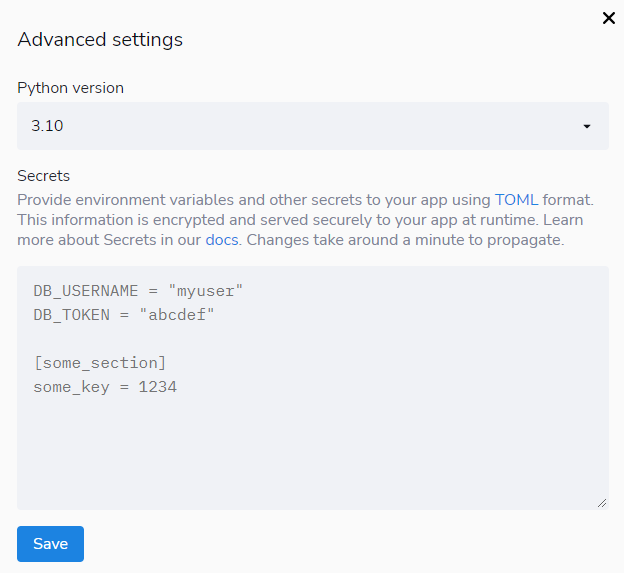 Advanced settings
Python version
3.10
Secrets
Provide environment variables and other secrets to your app using TOML format.
This information is encrypted and served securely to your app at runtime. Learn
more about Secrets in our docs. Changes take around a minute to propagate.
DB_USERNAME = "myuser"
DB_TOKEN = "abcdef"
[some_section]
some_key = 1234
Save